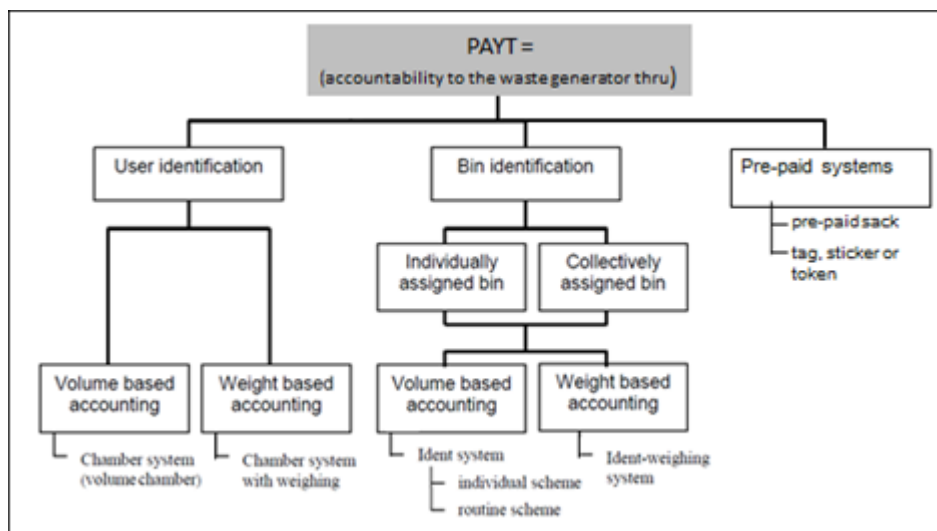 PAYT =
(accountability to the waste generator thru)
User identification
Bin identification
Pre-paid systems
pre-paid sack
tag, sticker or
token
Individually
assigned bin
Collectively
assigned bin
Volume based
accounting
Weight based
accounting
Volume based
accounting
Weight based
accounting
Chamber system
(volume chamber)
Chamber system
with weighing
Ident system
individual scheme
routine scheme
Ident-weighing
system